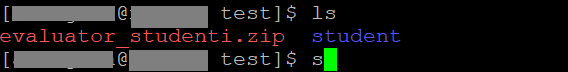 [@ test]$ ls
evaluator_studenti.zip student
[@ test]$ s